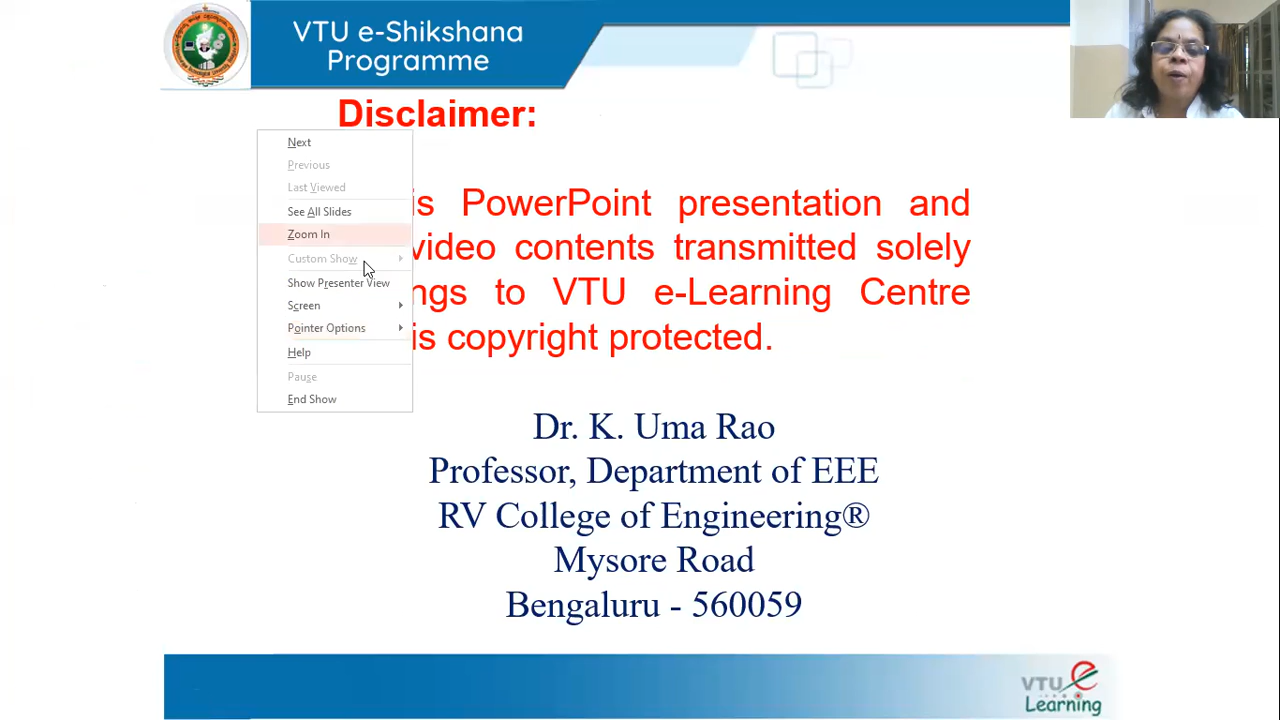 VTU e-Shikshana
Programme
Disclaimer:
is PowerPoint presentation and
video contents transmitted solely
ngs to VTU e-Learning Centre
is copyright protected.
Next
Previous
Last Viewed
See All Slides
Zoom In
Custom Show
Show Presenter View
Screen
Pointer Options
Help
Pause
End Show
Dr. K. Uma Rao
Professor, Department of EEE
RV College of Engineering®
Mysore Road
Bengaluru - 560059
VTU e
Learning